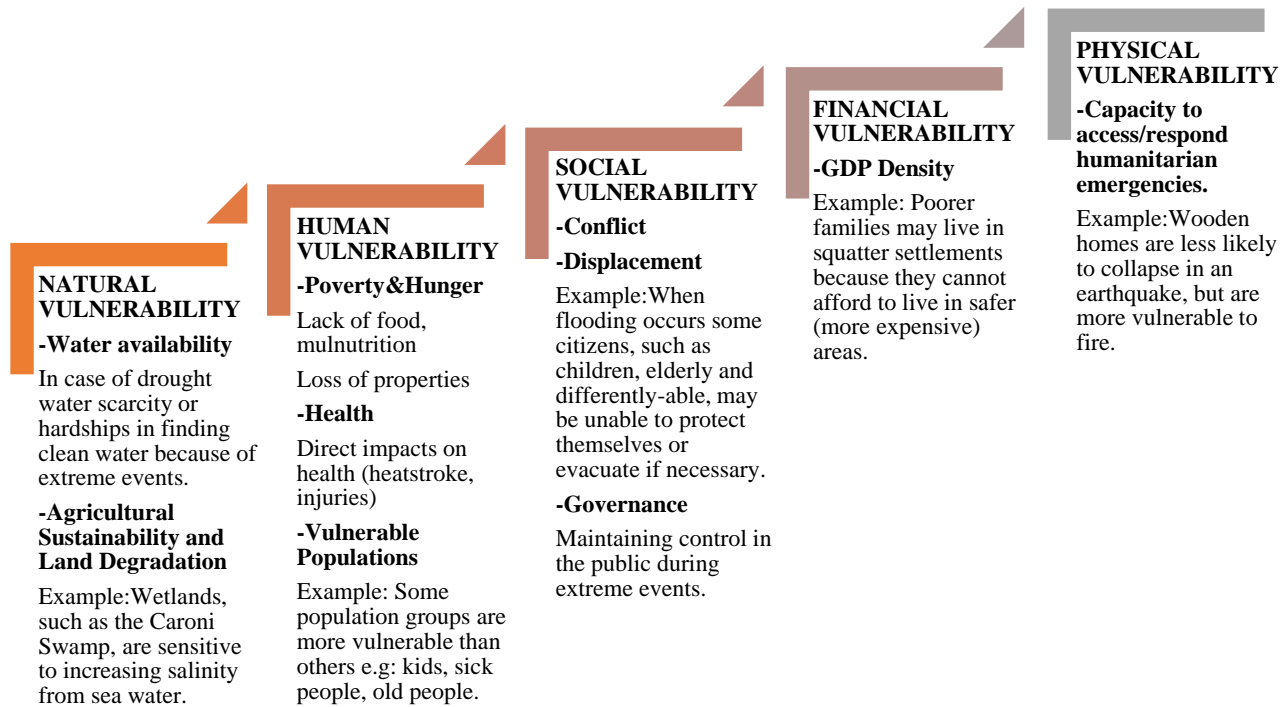 NATURAL
VULNERABILITY
-Water availability
In case of drought
water scarcity or
hardships in finding
clean water because of
extreme events.
-Agricultural
Sustainability and
Land Degradation
Example:Wetlands,
such as the Caroni
Swamp, are sensitive
to increasing salinity
from sea water.
HUMAN
VULNERABILITY
-Poverty&Hunger
Lack of food,
mulnutrition
Loss of properties
-Health
Direct impacts on
health (heatstroke,
injuries)
-Vulnerable
Populations
Example: Some
population groups are
more vulnerable than
others e.g: kids, sick
people, old people.
SOCIAL
VULNERABILITY
-Conflict
-Displacement
Example:When
flooding occurs some
citizens, such as
children, elderly and
differently-able, may
be unable to protect
themselves or
evacuate if necessary.
-Governance
Maintaining control in
the public during
extreme events.
FINANCIAL
VULNERABILITY
-GDP Density
Example: Poorer
families may live in
squatter settlements
because they cannot
afford to live in safer
(more expensive)
areas.
PHYSICAL
VULNERABILITY
-Capacity to
access/respond
humanitarian
emergencies.
Example:Wooden
homes are less likely
to collapse in an
earthquake, but are
more vulnerable to
fire.